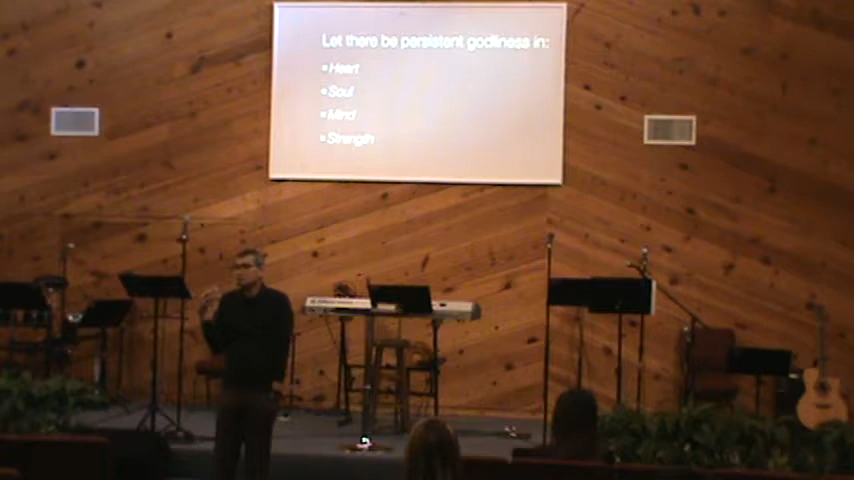 Let there be persistent godliness in:
• Heart
• Soul
• Mind
• Strength